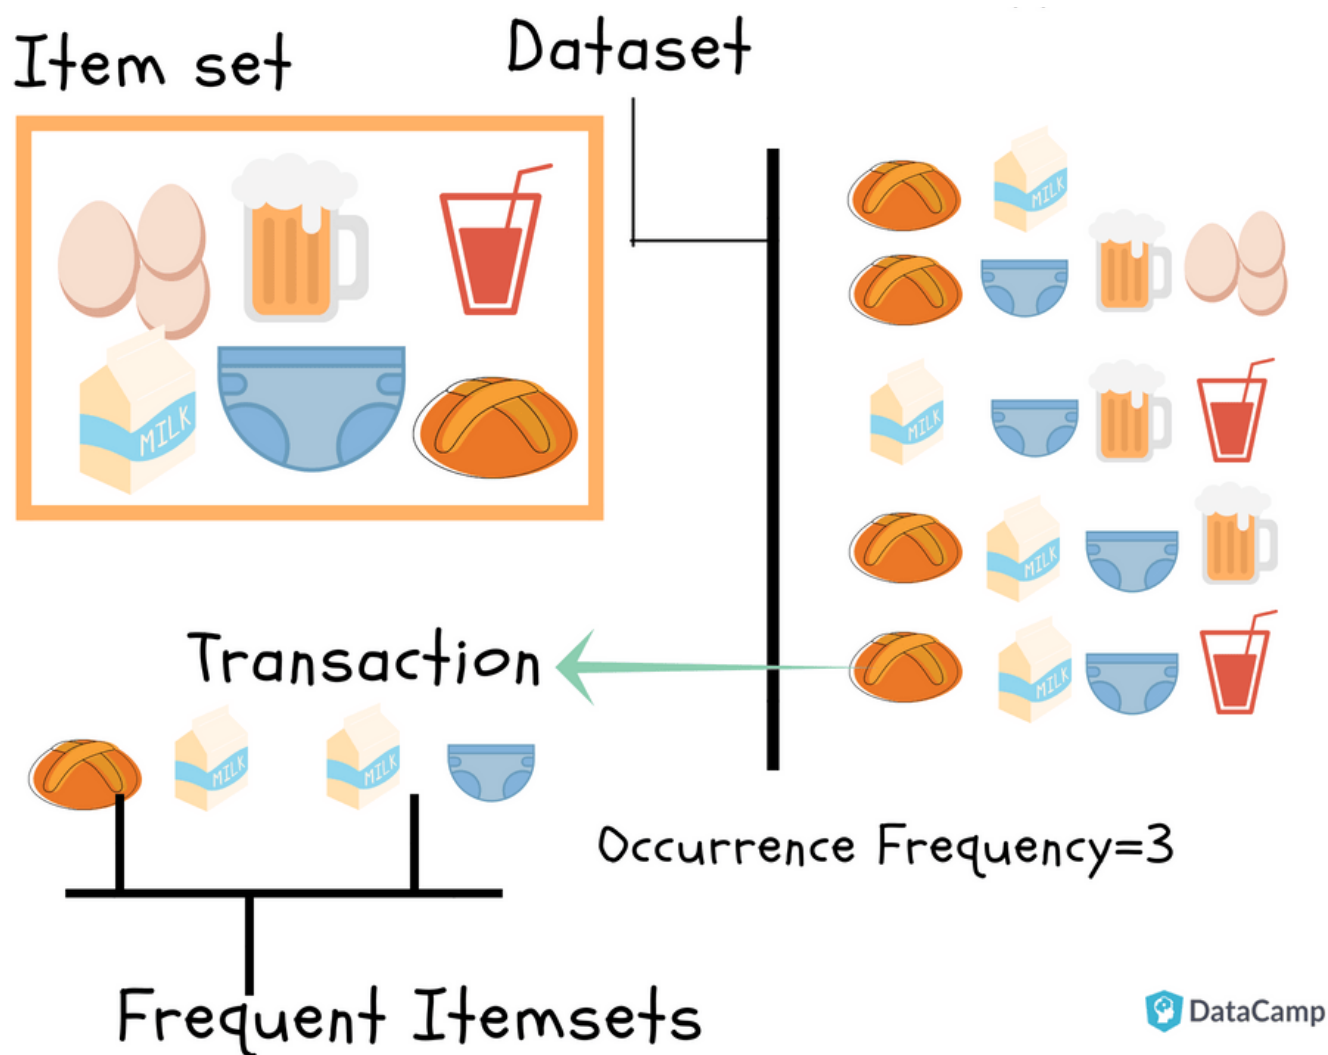 Item set
Dataset
MILK
MILK
MILK
MILK
MILK
Transaction
MILK
MILK
Occurrence Frequency=3
Frequent Itemsets
DataCamp